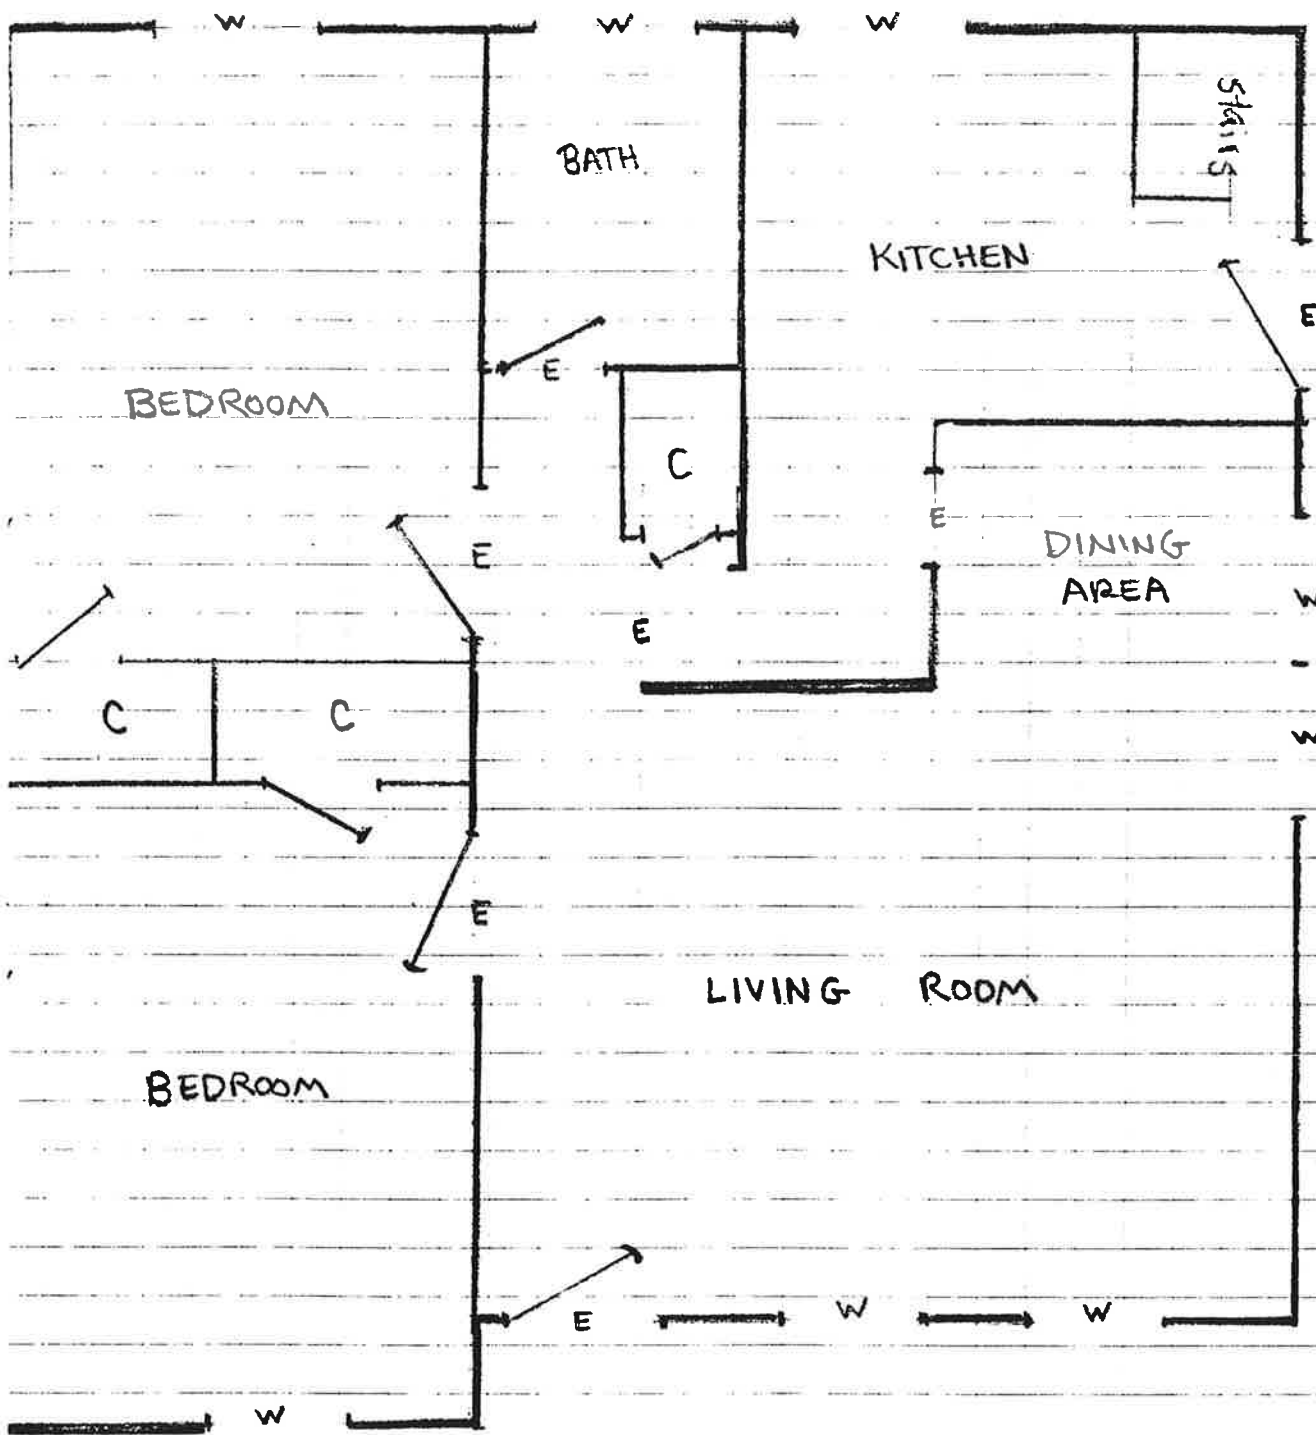 W W W
Stairs
BATH
KITCHEN
E
E
BEDROOM
C
E
DINING
AREA
E
W
E
C C
W
E
LIVING ROOM
BEDROOM
E W W
W